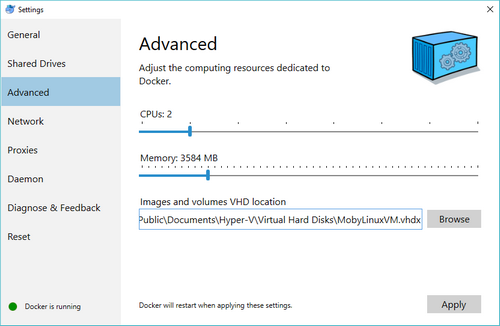 Settings
General
Shared Drives
Advanced
Network
Proxies
Daemon
Diagnose & Feedback
Reset
Docker is running
Advanced
Adjust the computing resources dedicated to
Docker.
CPUs: 2
Memory: 3584 MB
Images and volumes VHD location
Public\Documents\Hyper-V\Virtual Hard Disks\MobyLinuxVM.vhdx
Browse
Docker will restart when applying these settings.
Apply